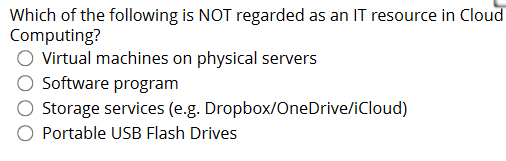 Which of the following is NOT regarded as an IT resource in Cloud
Computing?
Virtual machines on physical servers
Software program
Storage services (e.g. Dropbox/OneDrive/iCloud)
Portable USB Flash Drives